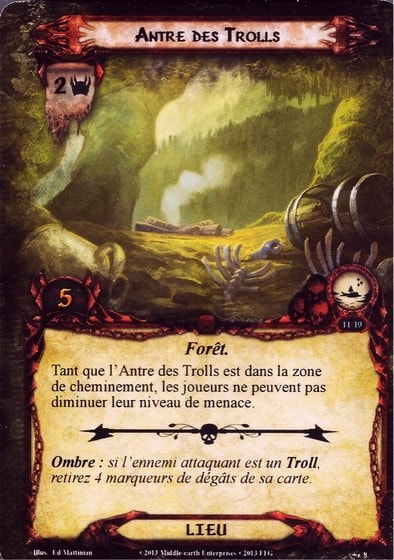 Antre des Trolls
2
5
11-19
Forêt.
Tant que l'Antre des Trolls est dans la zone
de cheminement, les joueurs ne peuvent pas
diminuer leur niveau de menace.
Ombre : si l'ennemi attaquant est un Troll,
retirez 4 marqueurs de dégâts de sa carte.
LIEU
Illus. Ed Mattinian
• 2013 Middle-earth Enterprises • 2013 FFG
8